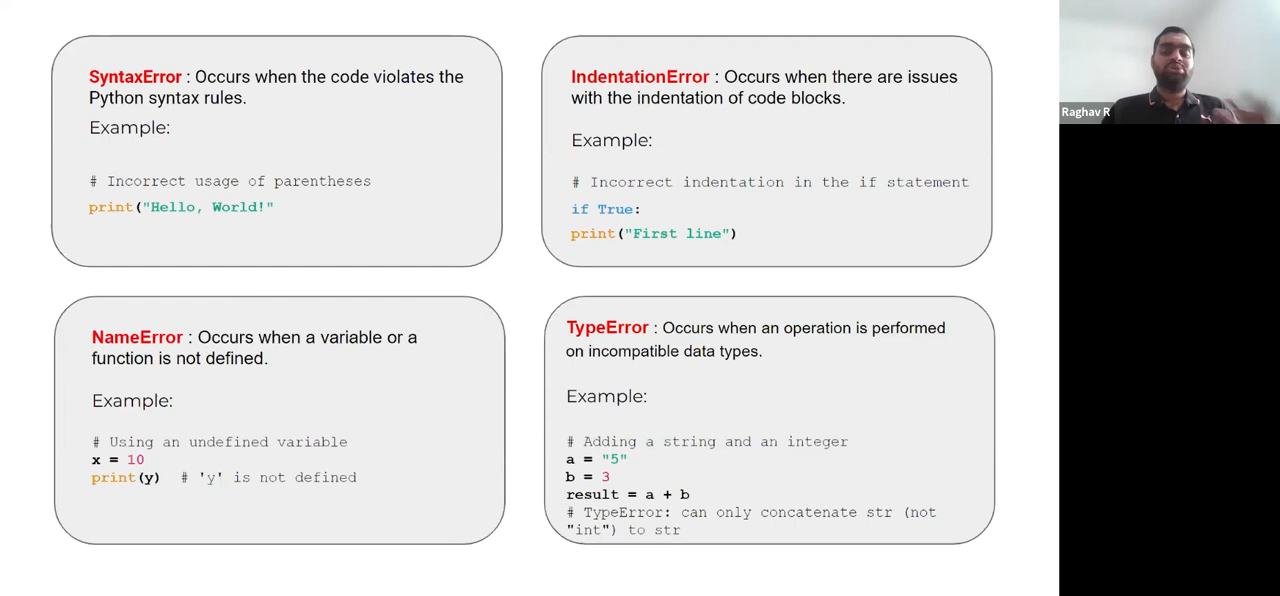 SyntaxError : Occurs when the code violates the
Python syntax rules.
Example:
# Incorrect usage of parentheses
print("Hello, World!"
IndentationError : Occurs when there are issues
with the indentation of code blocks.
Example:
# Incorrect indentation in the if statement
if True:
print("First line")
NameError : Occurs when a variable or a
function is not defined.
Example:
# Using an undefined variable
x = 10
print(y)  # 'y' is not defined
TypeError : Occurs when an operation is performed
on incompatible data types.
Example:
# Adding a string and an integer
a = "5"
b = 3
result = a + b
# TypeError: can only concatenate str (not
"int") to str
Raghav R